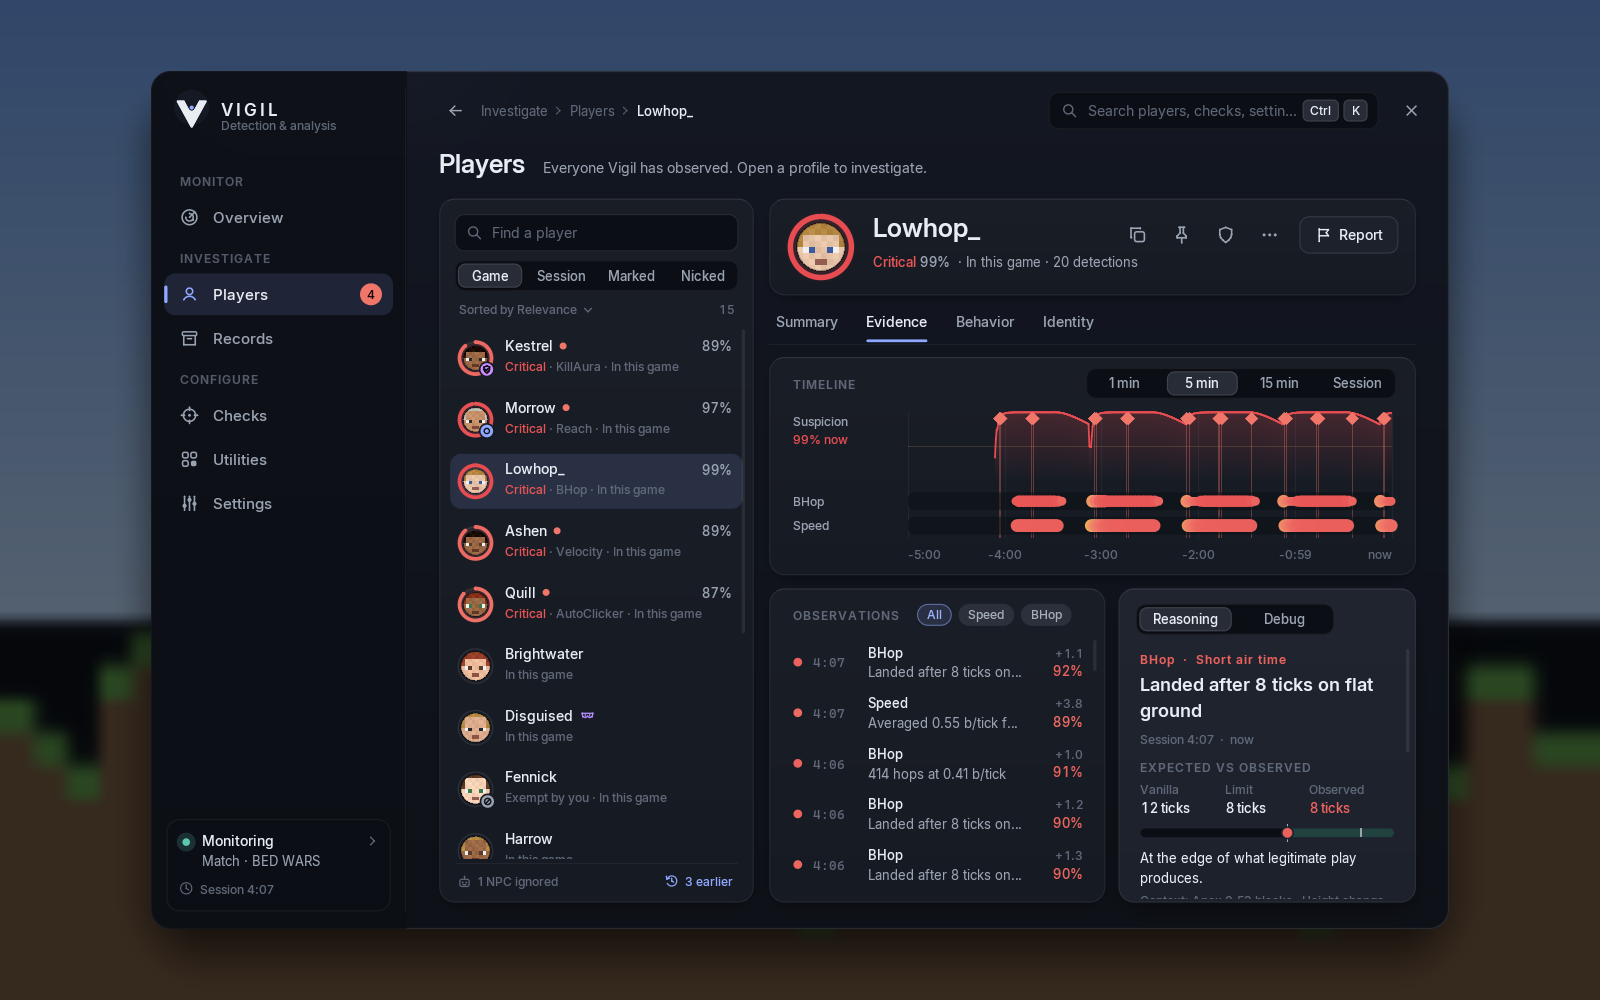 VIGIL
Detection & analysis
MONITOR
Overview
INVESTIGATE
Players
4
Records
CONFIGURE
Checks
Utilities
Settings
Monitoring
Match · BED WARS
Session 4:07
Investigate
Players
Lowhop_
Search players, checks, settin...
Ctrl
K
Players
Everyone Vigil has observed. Open a profile to investigate.
Find a player
Game
Session
Marked
Nicked
Sorted by Relevance
15
Kestrel
89%
Critical · KillAura · In this game
Morrow
97%
Critical · Reach · In this game
Lowhop_
99%
Critical · BHop · In this game
Ashen
89%
Critical · Velocity · In this game
Quill
87%
Critical · AutoClicker · In this game
Brightwater
In this game
Disguised
In this game
Fennick
Exempt by you · In this game
Harrow
In this game
1 NPC ignored
3 earlier
Lowhop_
Critical 99% · In this game · 20 detections
Report
Summary
Evidence
Behavior
Identity
TIMELINE
1 min
5 min
15 min
Session
Suspicion
99% now
BHop
Speed
-5:00
-4:00
-3:00
-2:00
-0:59
now
OBSERVATIONS
All
Speed
BHop
4:07
BHop
+1.1
Landed after 8 ticks on...
92%
4:07
Speed
+3.8
Averaged 0.55 b/tick f...
89%
4:06
BHop
+1.0
414 hops at 0.41 b/tick
91%
4:06
BHop
+1.2
Landed after 8 ticks on...
90%
4:06
BHop
+1.3
Landed after 8 ticks on...
90%
Reasoning
Debug
BHop · Short air time
Landed after 8 ticks on flat
ground
Session 4:07 · now
EXPECTED VS OBSERVED
Vanilla
Limit
Observed
12 ticks
8 ticks
8 ticks
At the edge of what legitimate play
produces.